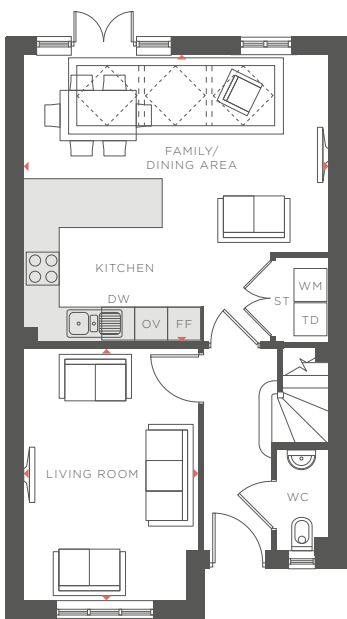 FAMILY/
DINING AREA
KITCHEN
DW
OV
FF
ST
WM
TD
LIVING ROOM
WC